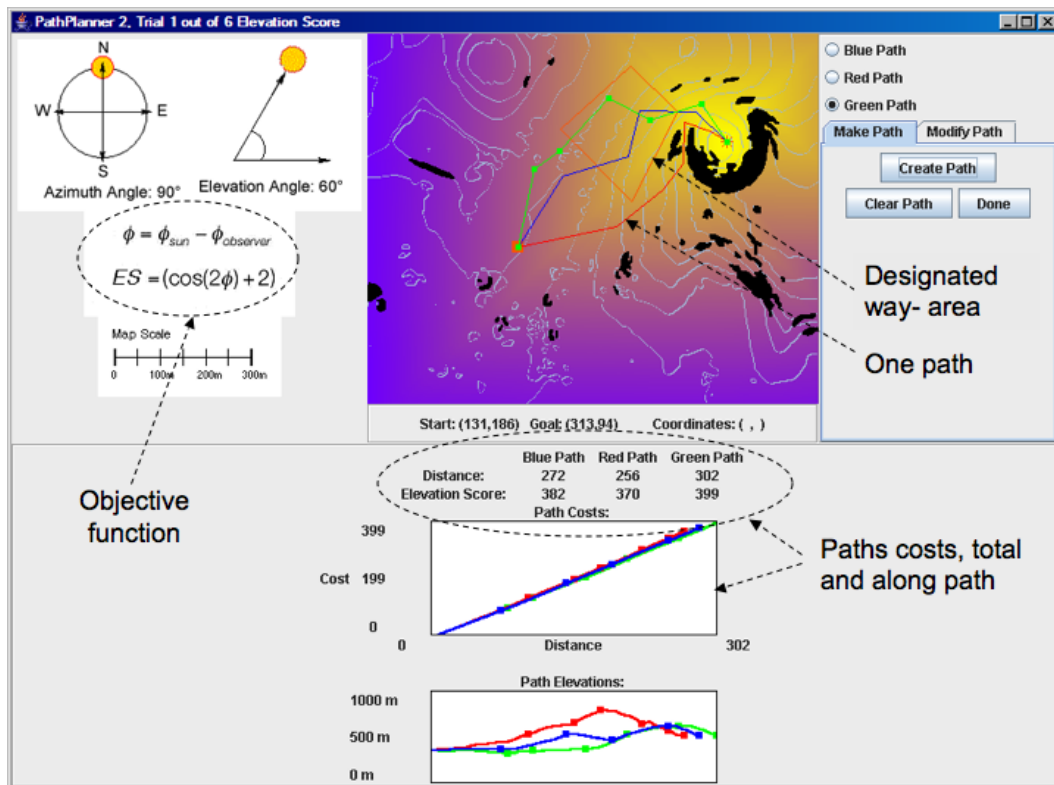 PathPlanner 2, Trial 1 out of 6 Elevation Score
N
W
E
S
Azimuth Angle: 90°
Elevation Angle: 60°
ϕ = ϕsun − ϕobserver
ES = (cos(2ϕ) + 2)
Map Scale
0 100m 200m 300m
Objective
function
Blue Path
Red Path
Green Path
Make Path
Modify Path
Create Path
Clear Path
Done
Designated
way- area
One path
Start: (131,186) Goal: (313,94) Coordinates: ( , )
Blue Path Red Path Green Path
Distance: 272 256 302
Elevation Score: 382 370 399
Path Costs:
399
Cost 199
0
0 Distance 302
Paths costs, total
and along path
Path Elevations:
1000 m
500 m
0 m